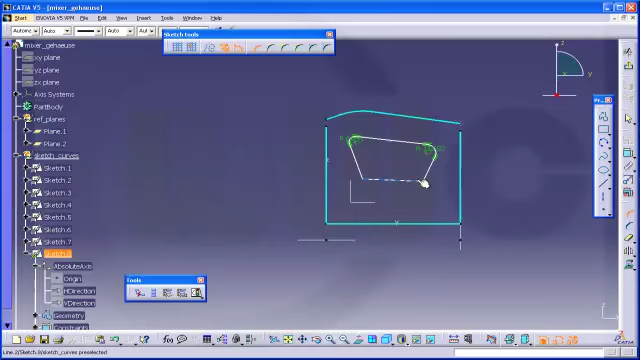 CATIA V5 - [mixer_gehaeuse]
Start ENOVIA V5 VPM File Edit View Insert Tools Window Help
Sketch tools
mixer_gehaeuse
xy plane
yz plane
zx plane
Axis Systems
PartBody
ref_planes
Plane.1
Plane.2
sketch_curves
Sketch.1
Sketch.2
Sketch.3
Sketch.4
Sketch.5
Sketch.6
Sketch.7
AbsoluteAxis
Origin
HDirection
VDirection
Geometry
Constraints
Tools
z
x
y
Line.2/Sketch.8/sketch_curves preselected
CATIA